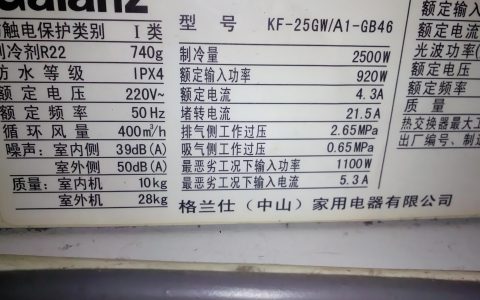 Galanz
防触电保护类别 I 类
制冷剂R22 740g
防水等级 IPX4
额定电压 220V~
额定频率 50 Hz
循环风量 400m³/h
噪声：室内侧 39dB(A)
室外侧 50dB(A)
质量：室内机 10kg
室外机 28kg
型号 KF-25GW/A1-GB46
制冷量 2500W
额定输入功率 920W
额定电流 4.3A
堵转电流 21.5A
排气侧工作过压 2.65MPa
吸气侧工作过压 0.65MPa
最恶劣工况下输入功率 1100W
最恶劣工况下输入电流 5.3A
格兰仕（中山）家用电器有限公司
额定输入
额定电流
光波功率
额定电压
额定频率
质量
热交换器最大工
出厂编号、制造